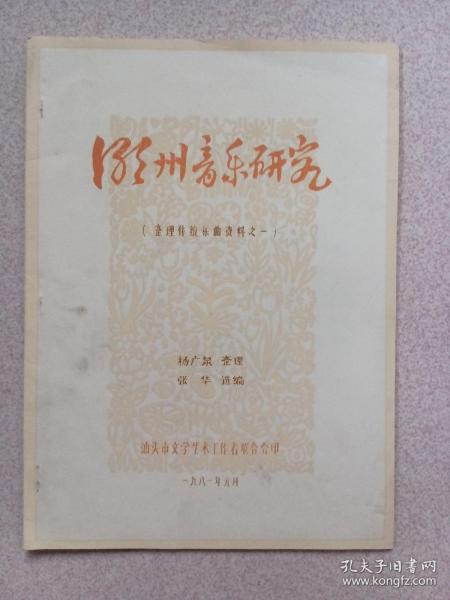 潮州音乐研究
(整理传统乐曲资料之一)
杨广泉 整理
张华 选编
汕头市文学艺术工作者联合会印
一九八一年元月
孔夫子旧书网
www.kongfz.com